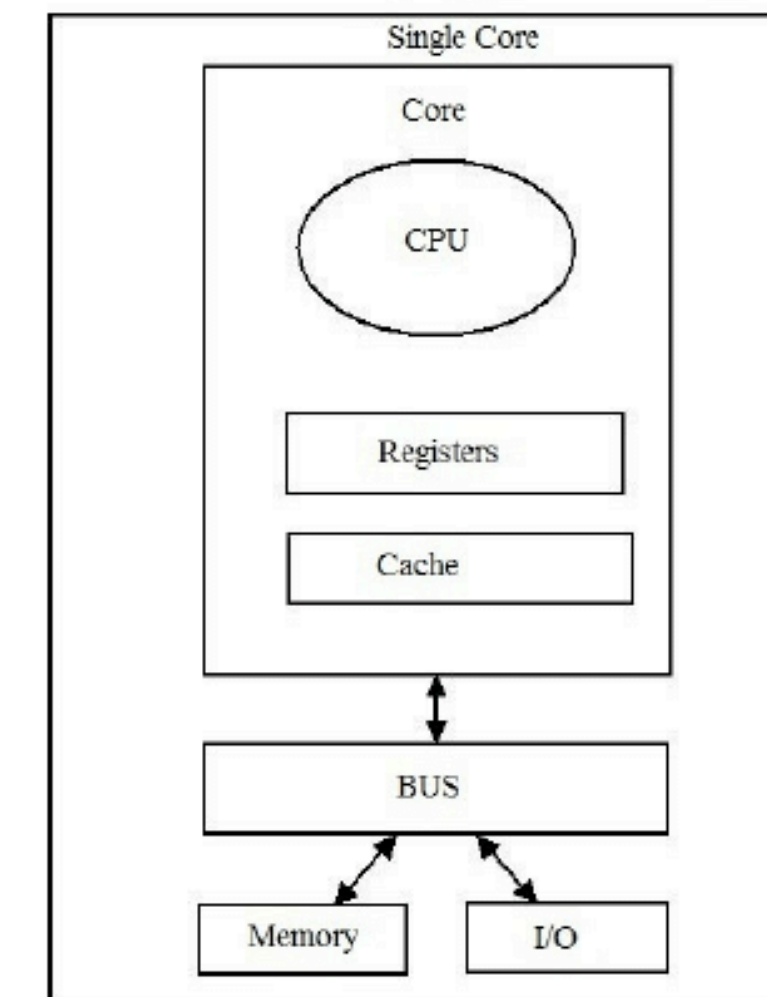 Single Core
Core
CPU
Registers
Cache
BUS
Memory
I/O